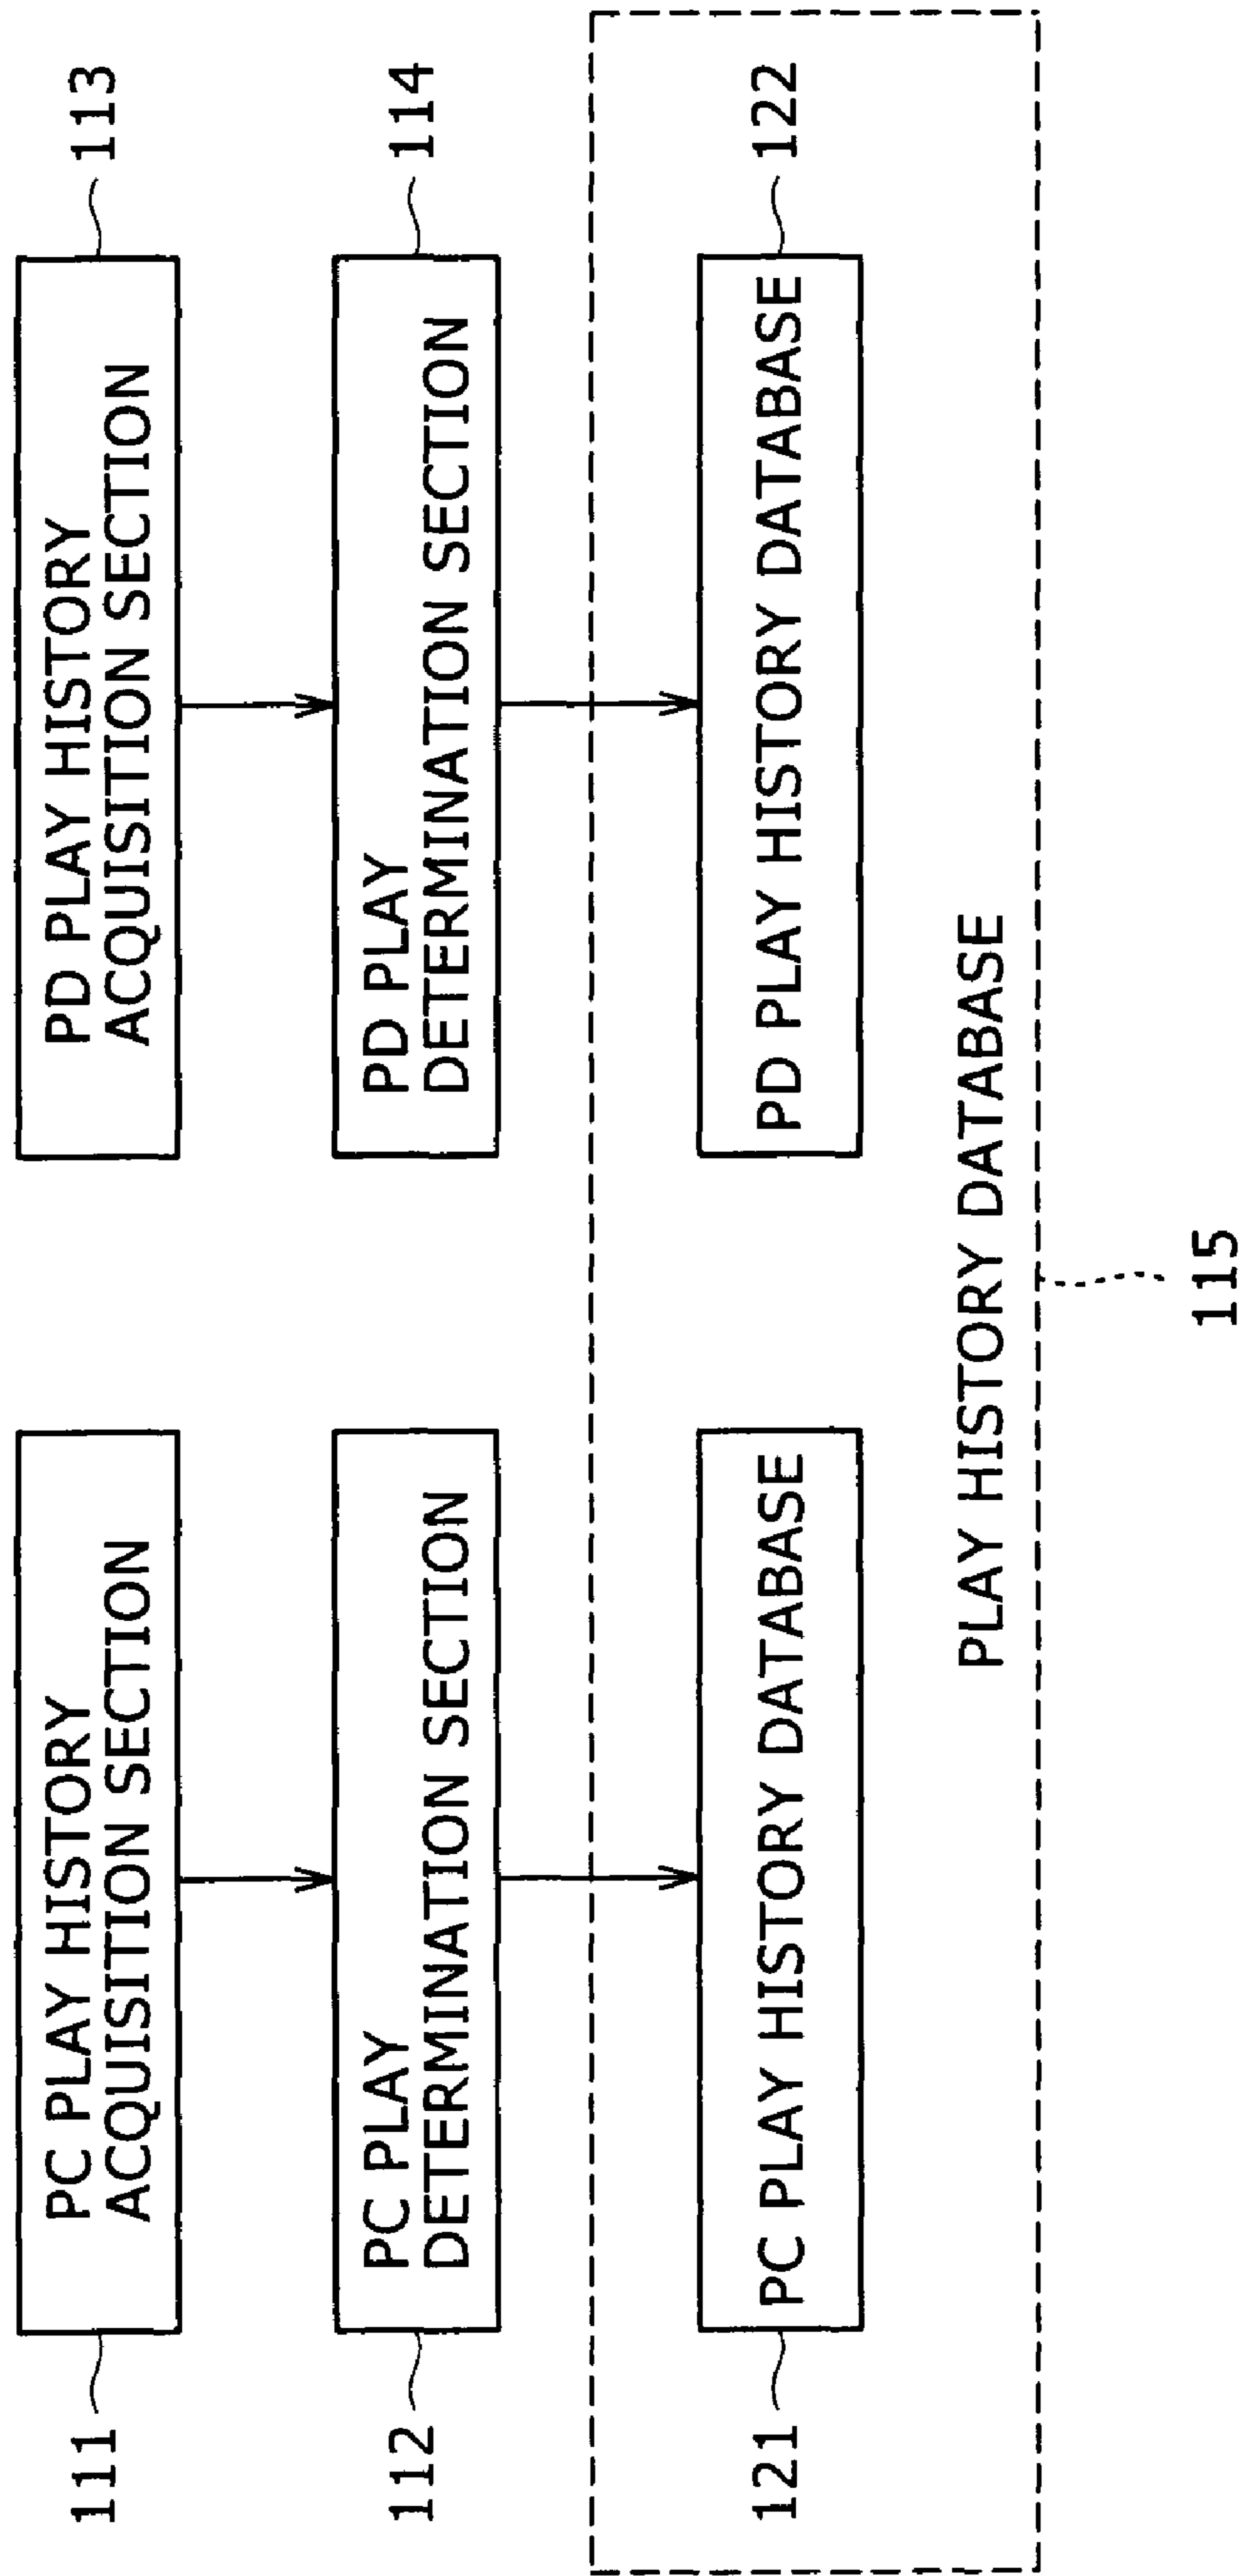 111
PC PLAY HISTORY
ACQUISITION SECTION
PD PLAY HISTORY
ACQUISITION SECTION
113
112
PC PLAY
DETERMINATION SECTION
PD PLAY
DETERMINATION SECTION
114
121
PC PLAY HISTORY DATABASE
PD PLAY HISTORY DATABASE
122
PLAY HISTORY DATABASE
115